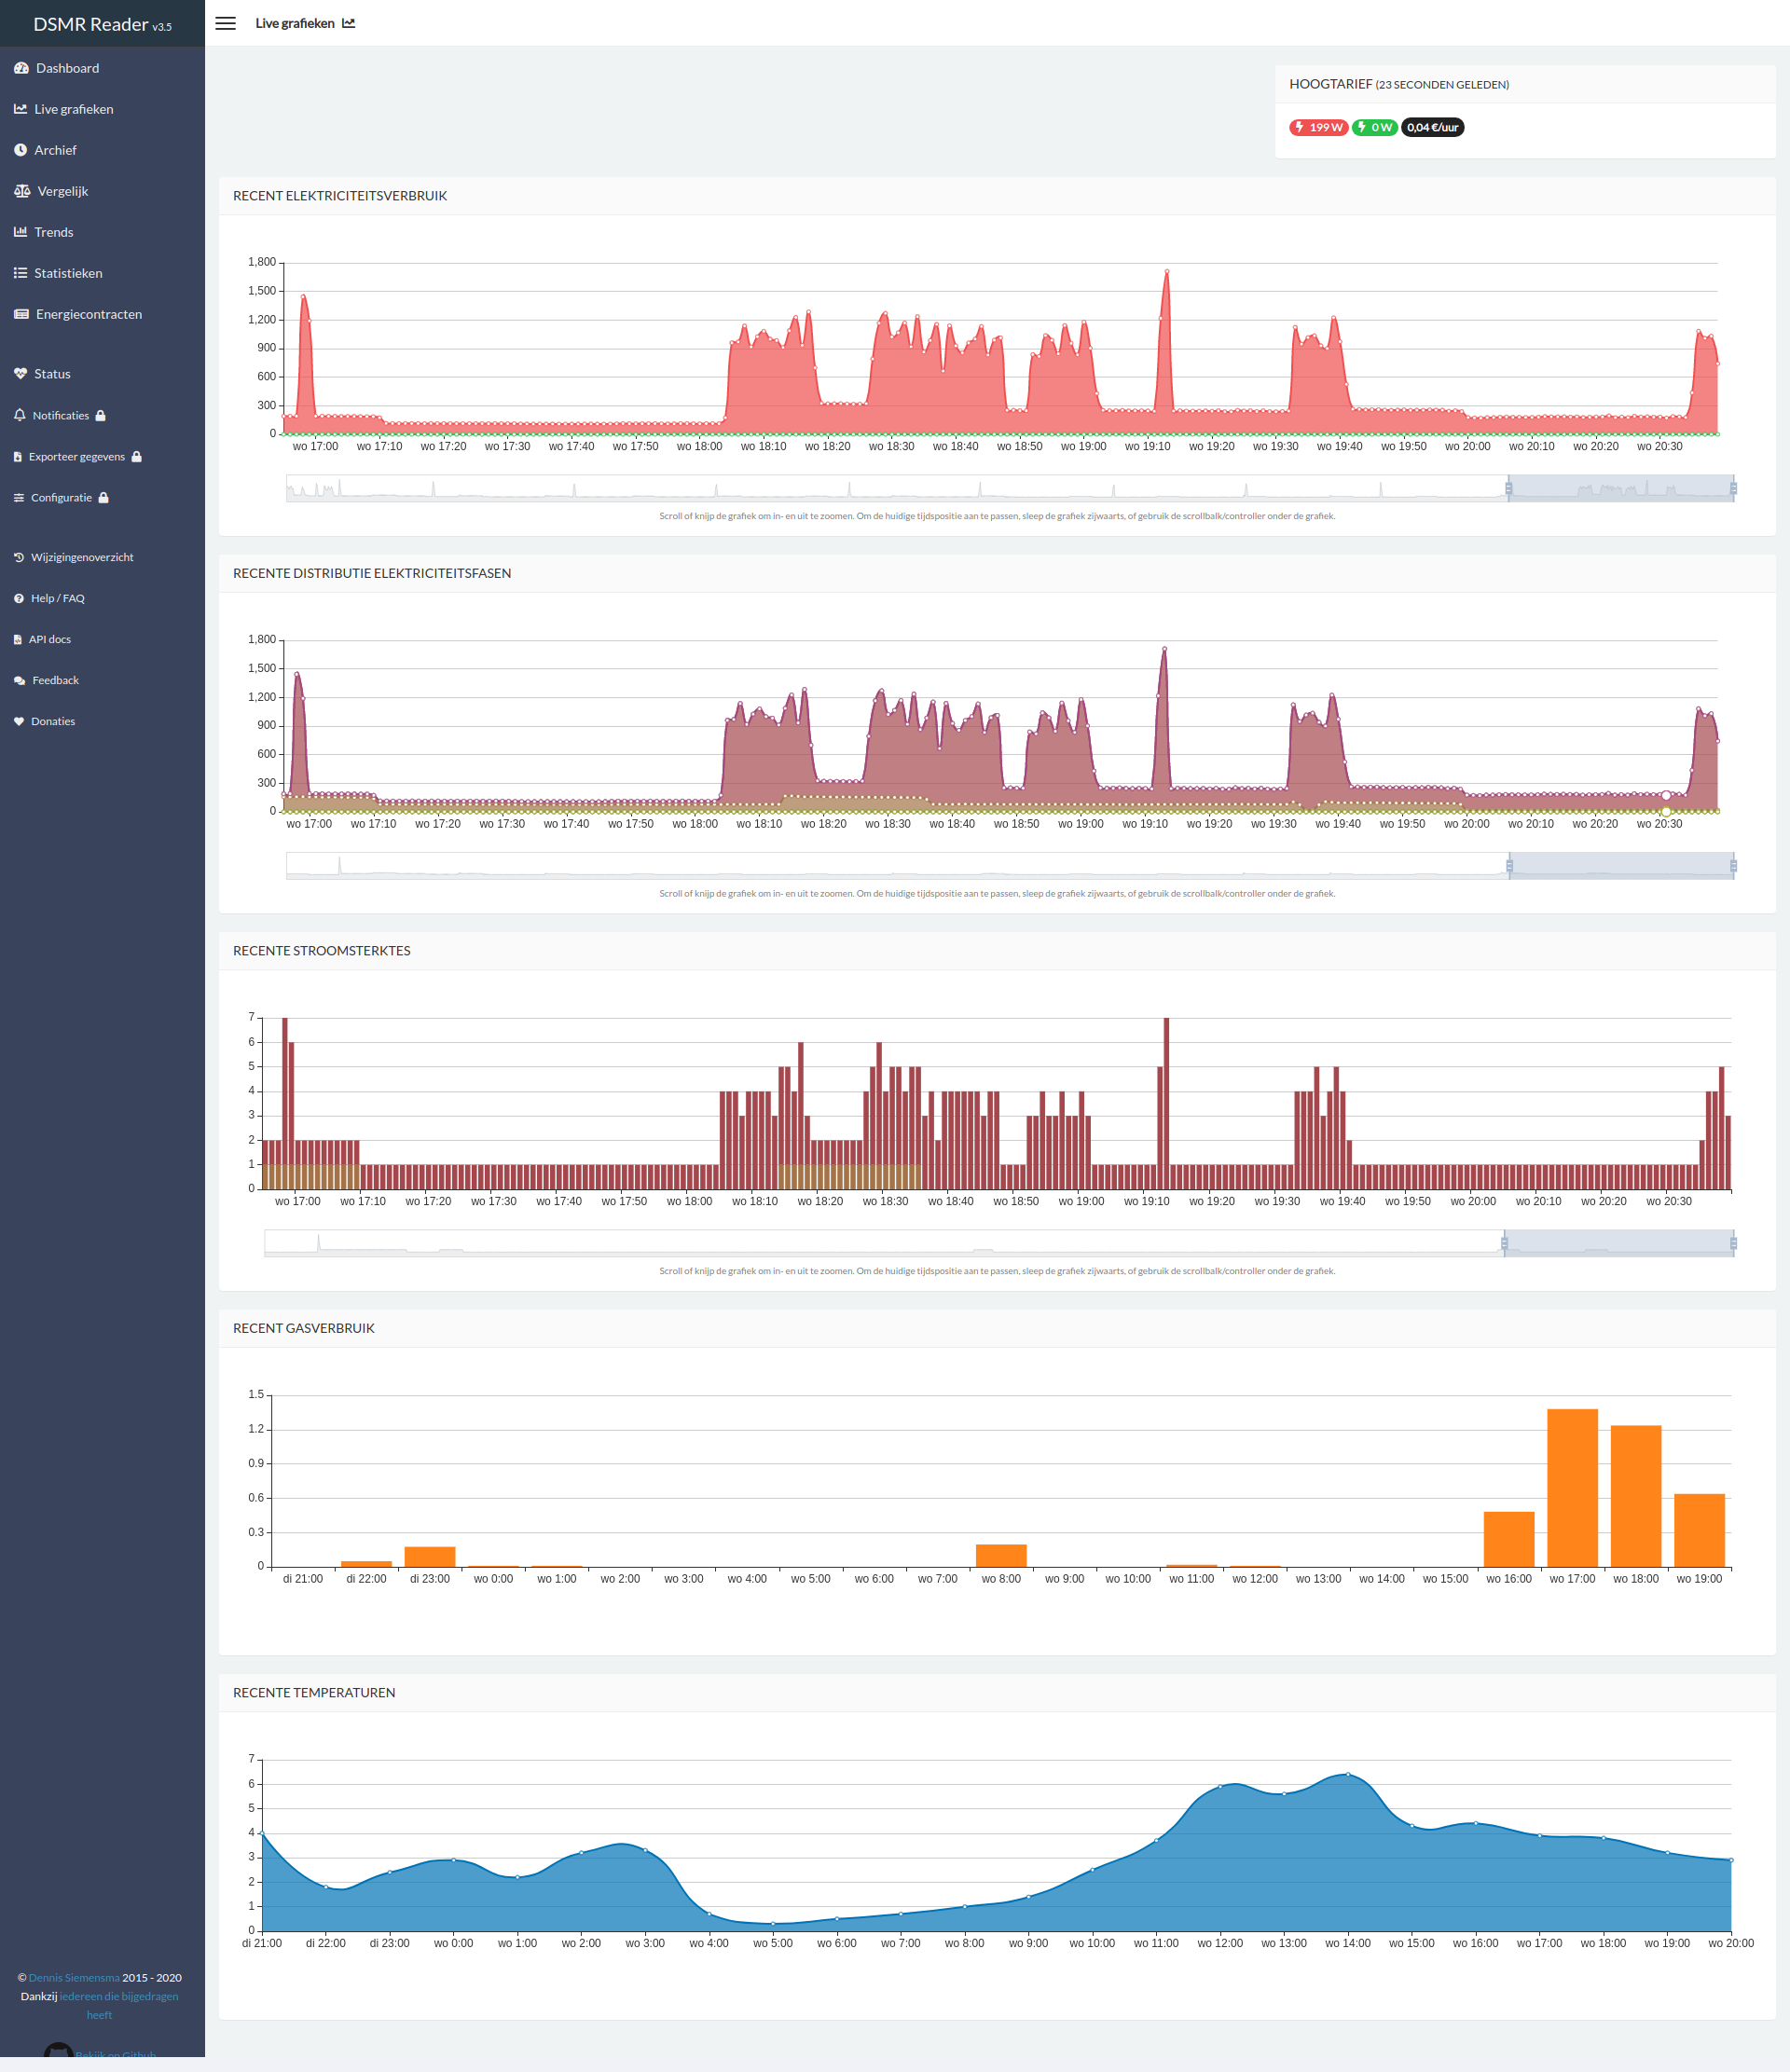 DSMR Reader v3.5
Dashboard
Live grafieken
Archief
Vergelijk
Trends
Statistieken
Energiecontracten
Status
Notificaties
Exporteer gegevens
Configuratie
Wijzigingenoverzicht
Help / FAQ
API docs
Feedback
Donaties
© Dennis Siemensma 2015 - 2020
Dankzij iedereen die bijgedragen
heeft
Bekijk op Github
Live grafieken
HOOGTARIEF (23 SECONDEN GELEDEN)
199 W 0 W 0,04 €/uur
RECENT ELEKTRICITEITSVERBRUIK
1,800
1,500
1,200
900
600
300
0
wo 17:00 wo 17:10 wo 17:20 wo 17:30 wo 17:40 wo 17:50 wo 18:00 wo 18:10 wo 18:20 wo 18:30 wo 18:40 wo 18:50 wo 19:00 wo 19:10 wo 19:20 wo 19:30 wo 19:40 wo 19:50 wo 20:00 wo 20:10 wo 20:20 wo 20:30
Scroll of knijp de grafiek om in- en uit te zoomen. Om de huidige tijdspositie aan te passen, sleep de grafiek zijwaarts, of gebruik de scrollbalk/controller onder de grafiek.
RECENTE DISTRIBUTIE ELEKTRICITEITSFASEN
1,800
1,500
1,200
900
600
300
0
wo 17:00 wo 17:10 wo 17:20 wo 17:30 wo 17:40 wo 17:50 wo 18:00 wo 18:10 wo 18:20 wo 18:30 wo 18:40 wo 18:50 wo 19:00 wo 19:10 wo 19:20 wo 19:30 wo 19:40 wo 19:50 wo 20:00 wo 20:10 wo 20:20 wo 20:30
Scroll of knijp de grafiek om in- en uit te zoomen. Om de huidige tijdspositie aan te passen, sleep de grafiek zijwaarts, of gebruik de scrollbalk/controller onder de grafiek.
RECENTE STROOMSTERKTES
7
6
5
4
3
2
1
0
wo 17:00 wo 17:10 wo 17:20 wo 17:30 wo 17:40 wo 17:50 wo 18:00 wo 18:10 wo 18:20 wo 18:30 wo 18:40 wo 18:50 wo 19:00 wo 19:10 wo 19:20 wo 19:30 wo 19:40 wo 19:50 wo 20:00 wo 20:10 wo 20:20 wo 20:30
Scroll of knijp de grafiek om in- en uit te zoomen. Om de huidige tijdspositie aan te passen, sleep de grafiek zijwaarts, of gebruik de scrollbalk/controller onder de grafiek.
RECENT GASVERBRUIK
1.5
1.2
0.9
0.6
0.3
0
di 21:00 di 22:00 di 23:00 wo 0:00 wo 1:00 wo 2:00 wo 3:00 wo 4:00 wo 5:00 wo 6:00 wo 7:00 wo 8:00 wo 9:00 wo 10:00 wo 11:00 wo 12:00 wo 13:00 wo 14:00 wo 15:00 wo 16:00 wo 17:00 wo 18:00 wo 19:00
RECENTE TEMPERATUREN
7
6
5
4
3
2
1
0
di 21:00 di 22:00 di 23:00 wo 0:00 wo 1:00 wo 2:00 wo 3:00 wo 4:00 wo 5:00 wo 6:00 wo 7:00 wo 8:00 wo 9:00 wo 10:00 wo 11:00 wo 12:00 wo 13:00 wo 14:00 wo 15:00 wo 16:00 wo 17:00 wo 18:00 wo 19:00 wo 20:00